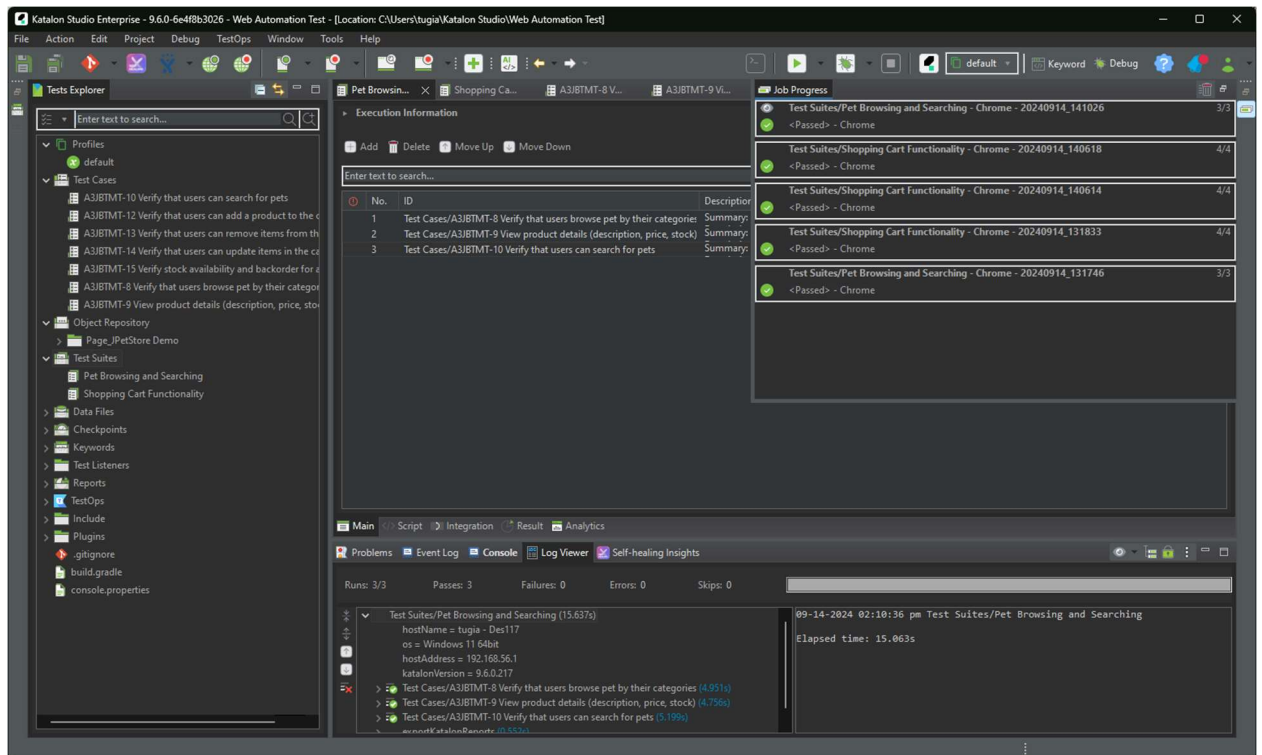 Katalon Studio Enterprise - 9.6.0-6e4f8b3026 - Web Automation Test - [Location: C:\Users\tugia\Katalon Studio\Web Automation Test]
File Action Edit Project Debug TestOps Window Tools Help
default Keyword Debug
Tests Explorer
Enter text to search...
Profiles
default
Test Cases
A3JBTMT-10 Verify that users can search for pets
A3JBTMT-12 Verify that users can add a product to the c
A3JBTMT-13 Verify that users can remove items from th
A3JBTMT-14 Verify that users can update items in the ca
A3JBTMT-15 Verify stock availability and backorder for a
A3JBTMT-8 Verify that users browse pet by their categor
A3JBTMT-9 View product details (description, price, sto
Object Repository
Page_JPetStore Demo
Test Suites
Pet Browsing and Searching
Shopping Cart Functionality
Data Files
Checkpoints
Keywords
Test Listeners
Reports
TestOps
Include
Plugins
.gitignore
build.gradle
console.properties
Pet Browsin... Shopping Ca... A3JBTMT-8 V... A3JBTMT-9 Vi...
Execution Information
Add Delete Move Up Move Down
Enter text to search...
No. ID Description
1 Test Cases/A3JBTMT-8 Verify that users browse pet by their categories Summary:
2 Test Cases/A3JBTMT-9 View product details (description, price, stock) Summary:
3 Test Cases/A3JBTMT-10 Verify that users can search for pets Summary:
Job Progress
Test Suites/Pet Browsing and Searching - Chrome - 20240914_141026 3/3
<Passed> - Chrome
Test Suites/Shopping Cart Functionality - Chrome - 20240914_140618 4/4
<Passed> - Chrome
Test Suites/Shopping Cart Functionality - Chrome - 20240914_140614 4/4
<Passed> - Chrome
Test Suites/Shopping Cart Functionality - Chrome - 20240914_131833 4/4
<Passed> - Chrome
Test Suites/Pet Browsing and Searching - Chrome - 20240914_131746 3/3
<Passed> - Chrome
Main Script Integration Result Analytics
Problems Event Log Console Log Viewer Self-healing Insights
Runs: 3/3 Passes: 3 Failures: 0 Errors: 0 Skips: 0
Test Suites/Pet Browsing and Searching (15.637s)
hostName = tugia - Des117
os = Windows 11 64bit
hostAddress = 192.168.56.1
katalonVersion = 9.6.0.217
Test Cases/A3JBTMT-8 Verify that users browse pet by their categories (4.951s)
Test Cases/A3JBTMT-9 View product details (description, price, stock) (4.756s)
Test Cases/A3JBTMT-10 Verify that users can search for pets (5.199s)
exportKatalonReports (0.552s)
09-14-2024 02:10:36 pm Test Suites/Pet Browsing and Searching
Elapsed time: 15.063s